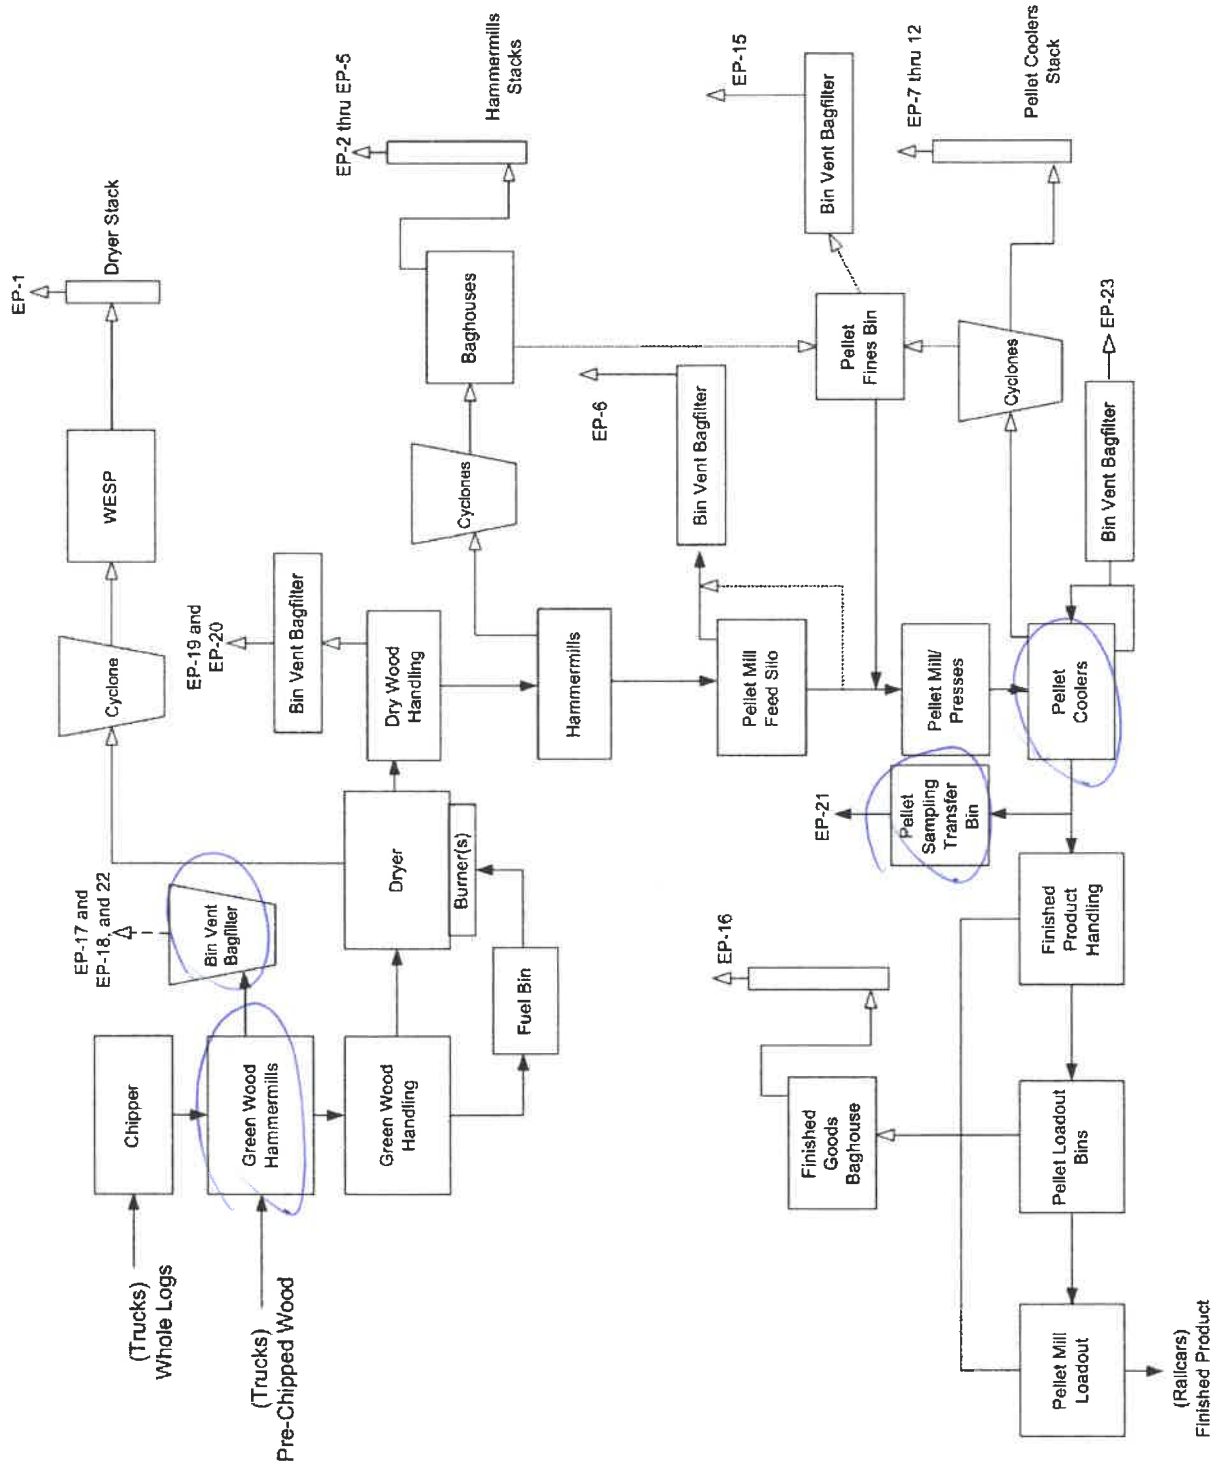 (Trucks)
Whole Logs
Chipper
(Trucks)
Pre-Chipped Wood
Green Wood
Hammermills
Bin Vent
Bagfilter
EP-17 and
EP-18, and 22
Green Wood
Handling
Fuel Bin
Dryer
Burner(s)
Cyclone
WESP
Dryer Stack
EP-1
Dry Wood
Handling
Bin Vent Bagfilter
EP-19 and
EP-20
Hammermills
Cyclones
Baghouses
Hammermills
Stacks
EP-2 thru EP-5
Pellet Mill
Feed Silo
Bin Vent Bagfilter
EP-6
Pellet
Fines Bin
Bin Vent Bagfilter
EP-15
Pellet Mill/
Presses
Pellet
Coolers
Cyclones
Pellet Coolers
Stack
EP-7 thru 12
Bin Vent Bagfilter
EP-23
Pellet
Sampling
Transfer
Bin
EP-21
Finished
Product
Handling
Pellet Loadout
Bins
Finished
Goods
Baghouse
EP-16
Pellet Mill
Loadout
(Railcars)
Finished Product